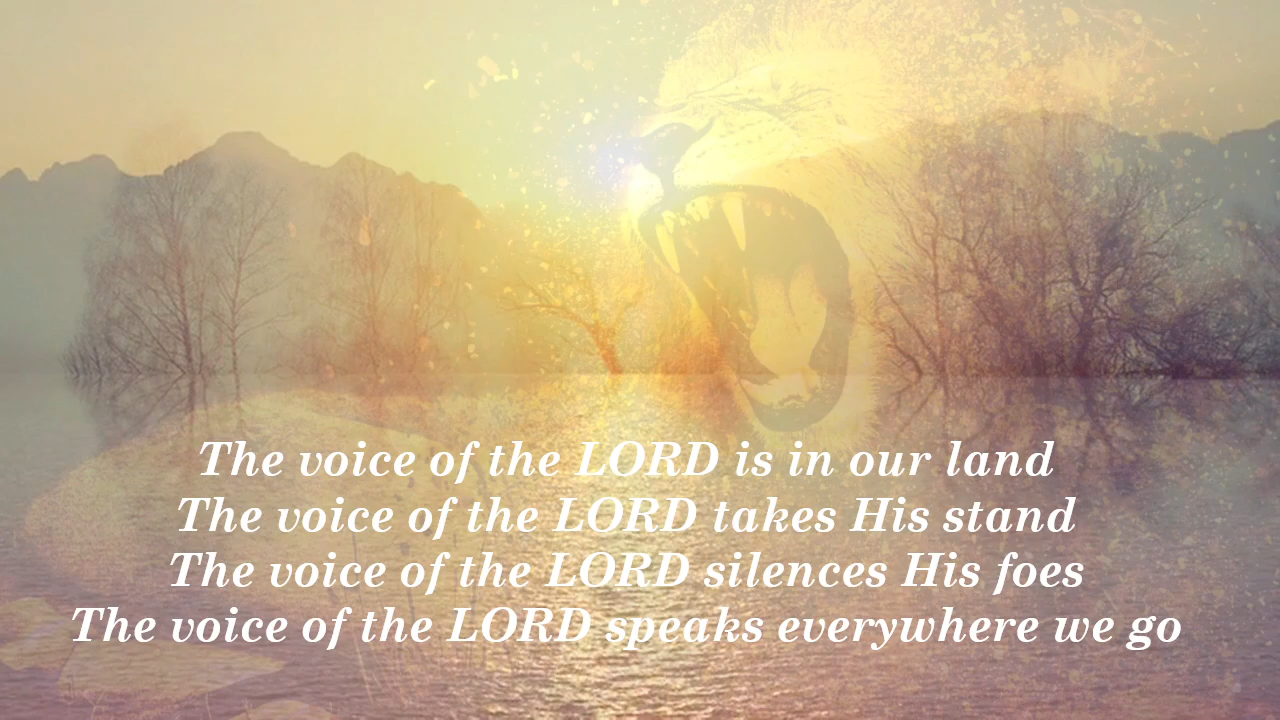 The voice of the LORD is in our land
The voice of the LORD takes His stand
The voice of the LORD silences His foes
The voice of the LORD speaks everywhere we go